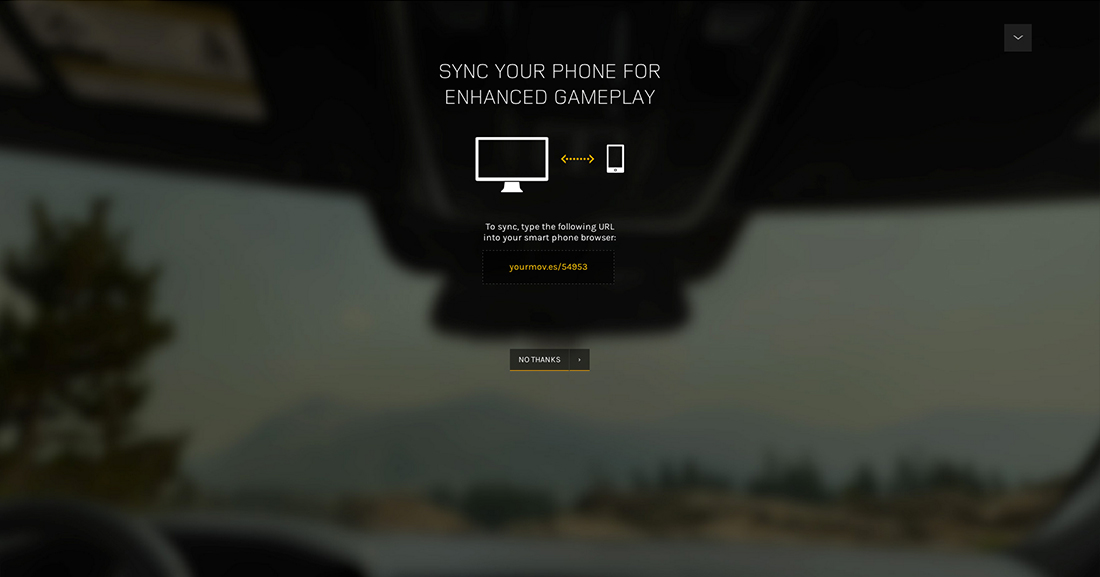 SYNC YOUR PHONE FOR
ENHANCED GAMEPLAY
To sync, type the following URL
into your smart phone browser:
yourmov.es/54953
NO THANKS